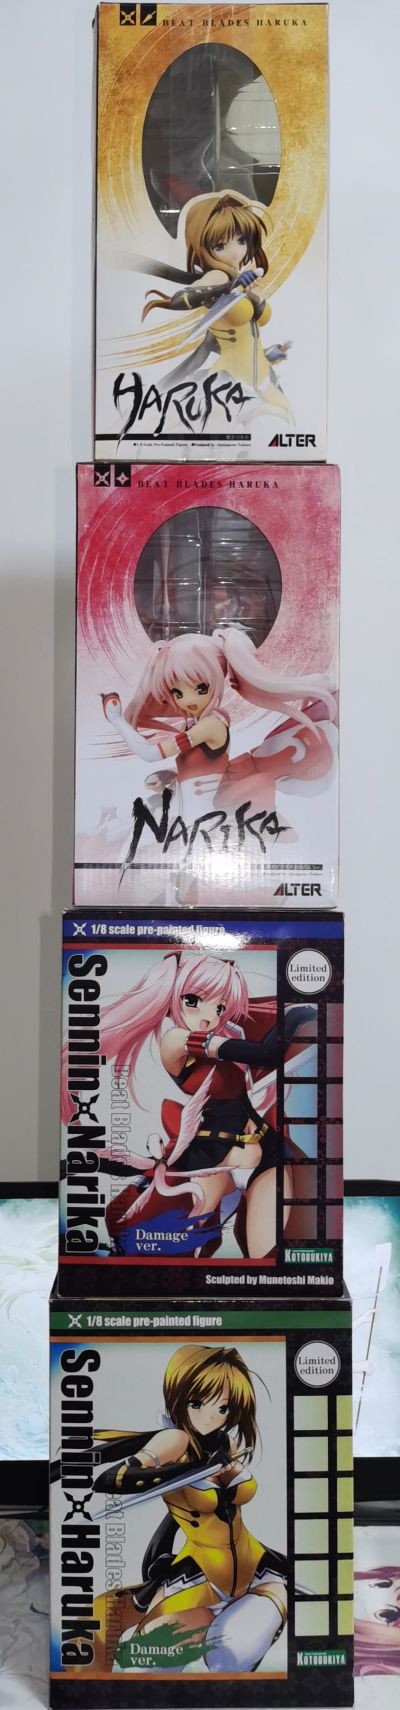 BEAT BLADES HARUKA
HARUKA
ALTER
BEAT BLADES HARUKA
NARIKA
ALTER
1/8 scale pre-painted figure
Limited
edition
Sennin Narika
Beat Blades
Damage
ver.
KOTOBUKIYA
Sculpted by Munetoshi Makio
1/8 scale pre-painted figure
Limited
edition
Sennin Haruka
Beat Blades Haruka
Damage
ver.
KOTOBUKIYA